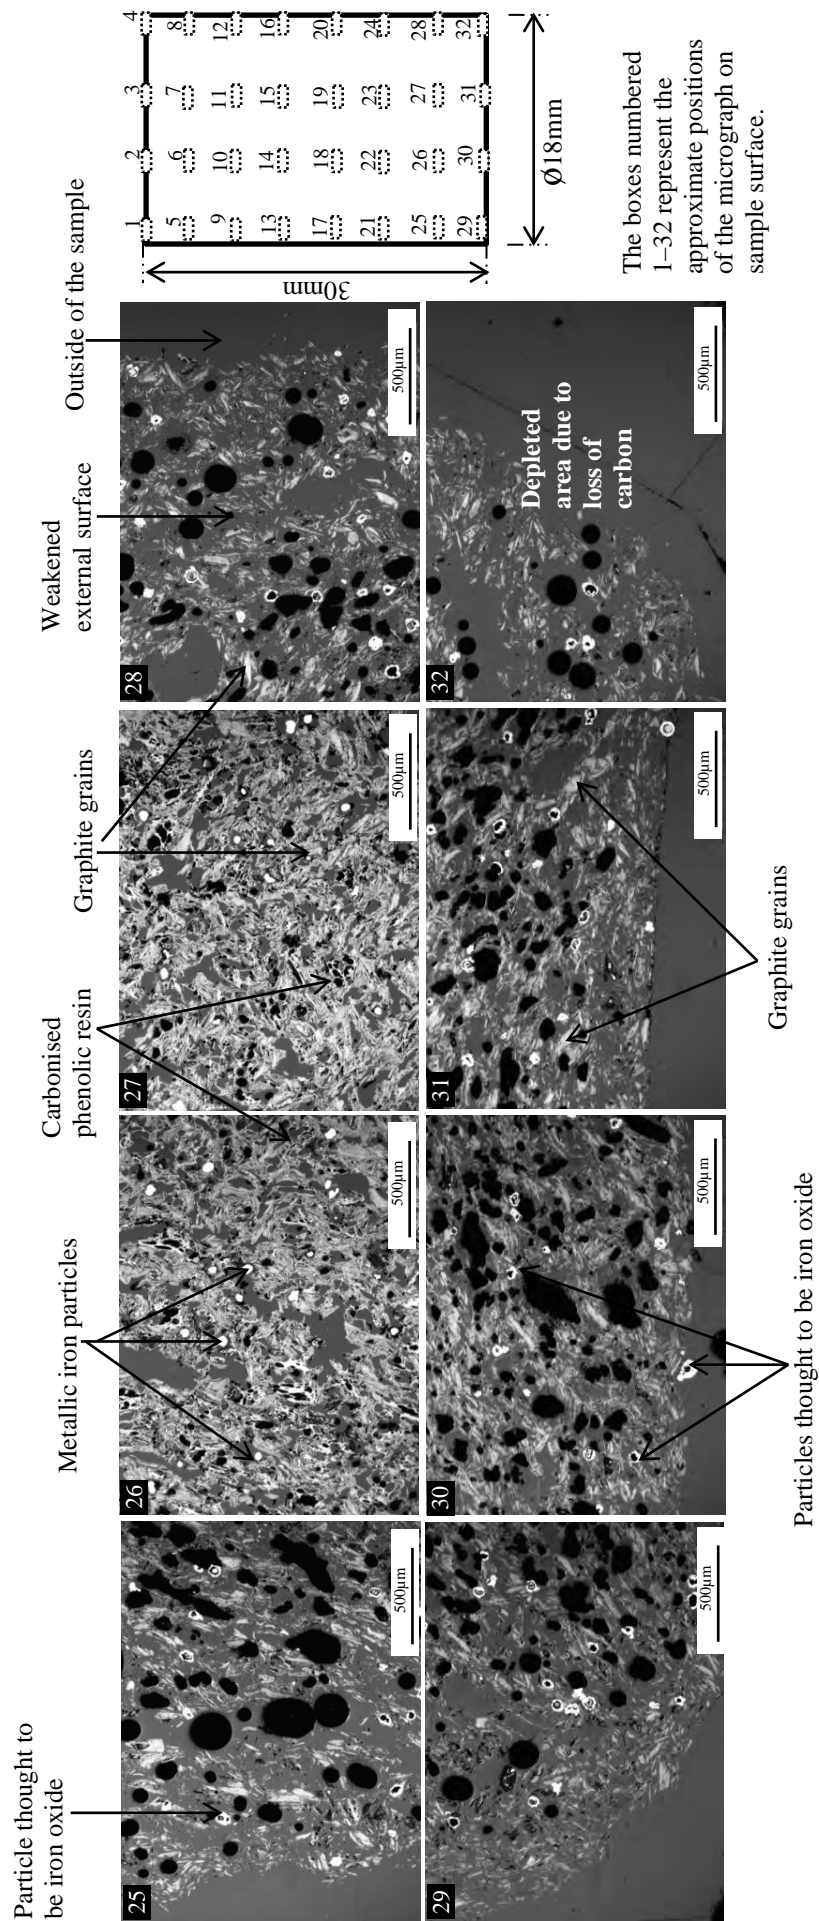 Particle thought to
be iron oxide
Metallic iron particles
Carbonised
phenolic resin
Graphite grains
Weakened
external surface
Outside of the sample
25
500µm
26
500µm
27
500µm
28
500µm
29
500µm
30
500µm
31
500µm
32
Depleted
area due to
loss of
carbon
500µm
Particles thought to be iron oxide
Graphite grains
1 2 3 4
5 6 7 8
9 10 11 12
13 14 15 16
17 18 19 20
21 22 23 24
25 26 27 28
29 30 31 32
30mm
Ø18mm
The boxes numbered
1–32 represent the
approximate positions
of the micrograph on
sample surface.